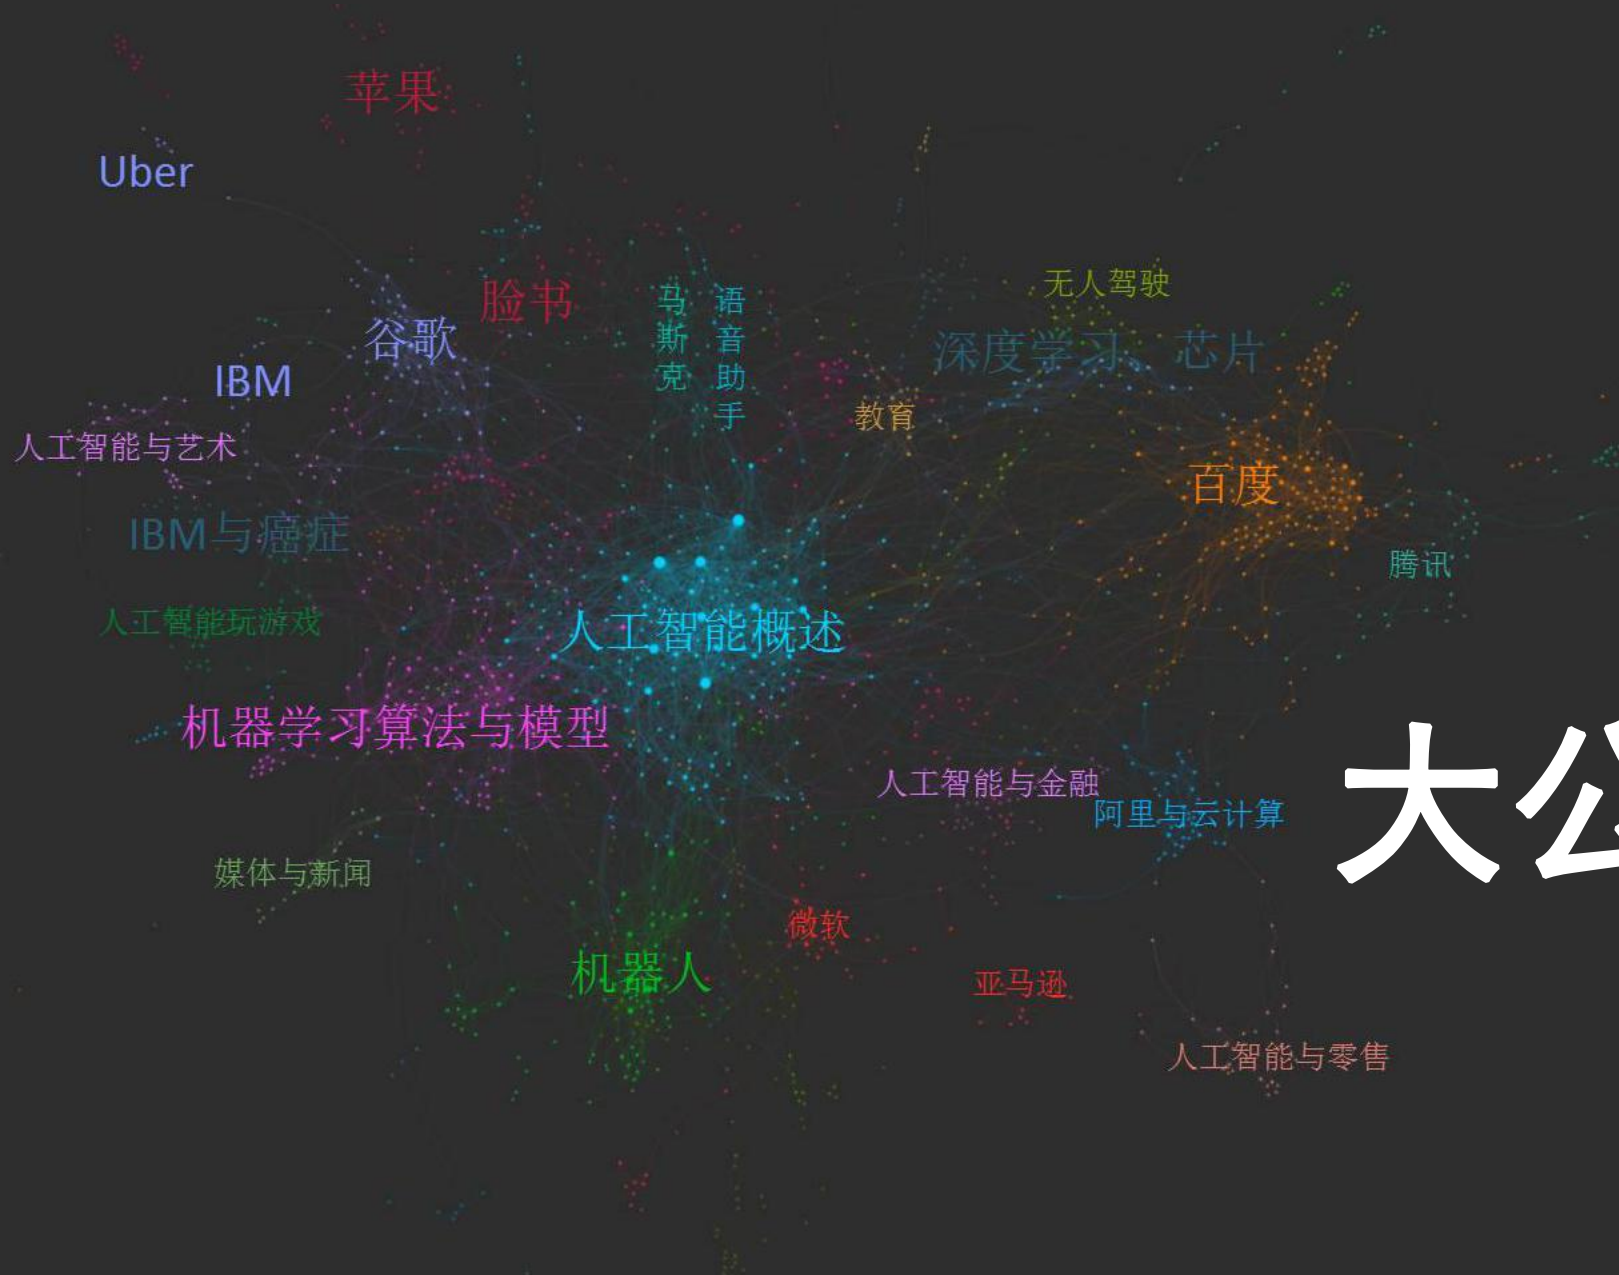 苹果
Uber
脸书
谷歌
IBM
马斯克
语音助手
无人驾驶
深度学习、芯片
教育
人工智能与艺术
百度
IBM与癌症
腾讯
人工智能玩游戏
人工智能概述
机器学习算法与模型
人工智能与金融
阿里与云计算
大公
媒体与新闻
微软
机器人
亚马逊
人工智能与零售